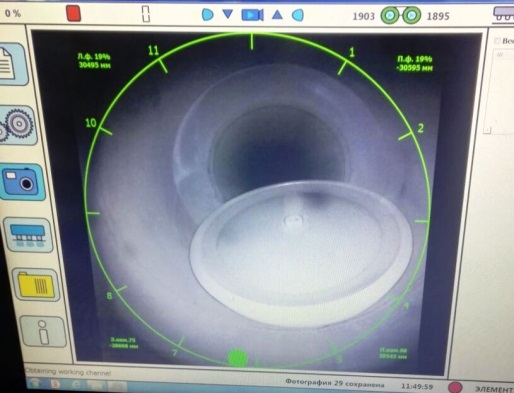 0 %
1903 1895
Л.ф. 19%
30495 мм
П.ф. 19%
-30595 мм
11
1
10
2
8
4
7
Obtaining working channel
Фотография 29 сохранена
11:49:59
ЭЛЕМЕНТ